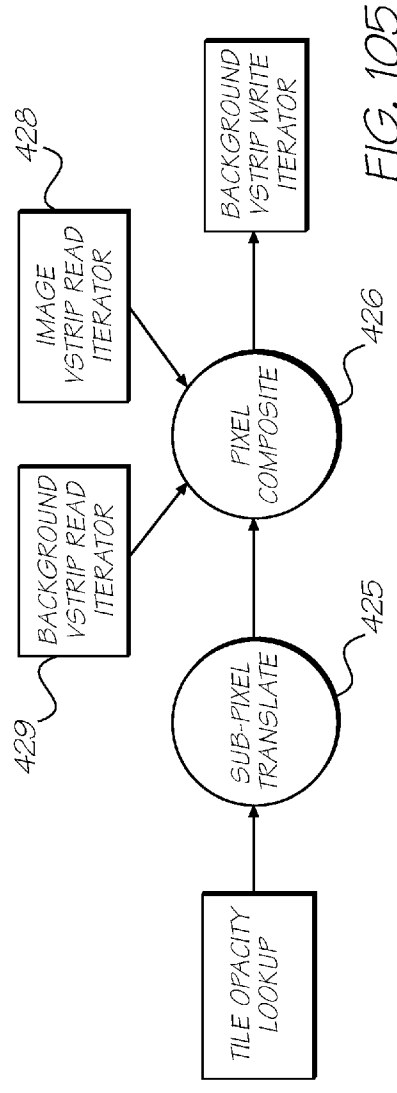 429
BACKGROUND
VSTRIP READ
ITERATOR
IMAGE
VSTRIP READ
ITERATOR
428
TILE OPACITY
LOOKUP
SUB-PIXEL
TRANSLATE
425
PIXEL
COMPOSITE
426
BACKGROUND
VSTRIP WRITE
ITERATOR
FIG. 105